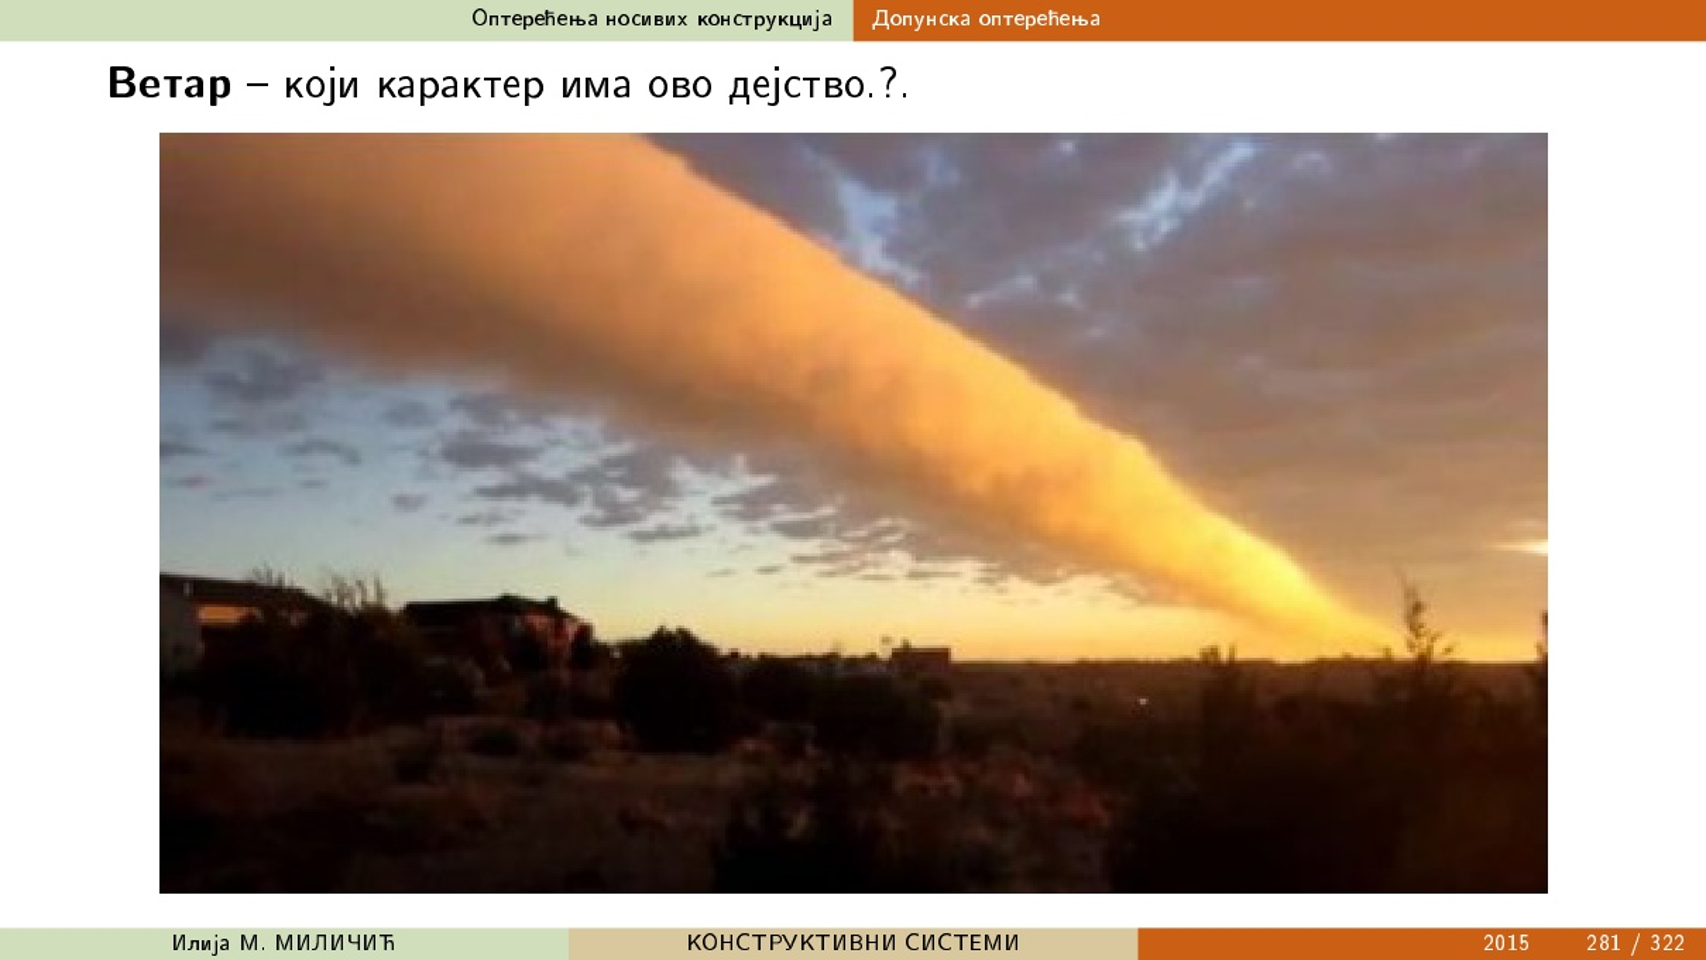 Оптерећења носивих конструкција
Допунска оптерећења
Ветар – који карактер има ово дејство.?.
Илија М. МИЛИЧИЋ
КОНСТРУКТИВНИ СИСТЕМИ
2015
281 / 322